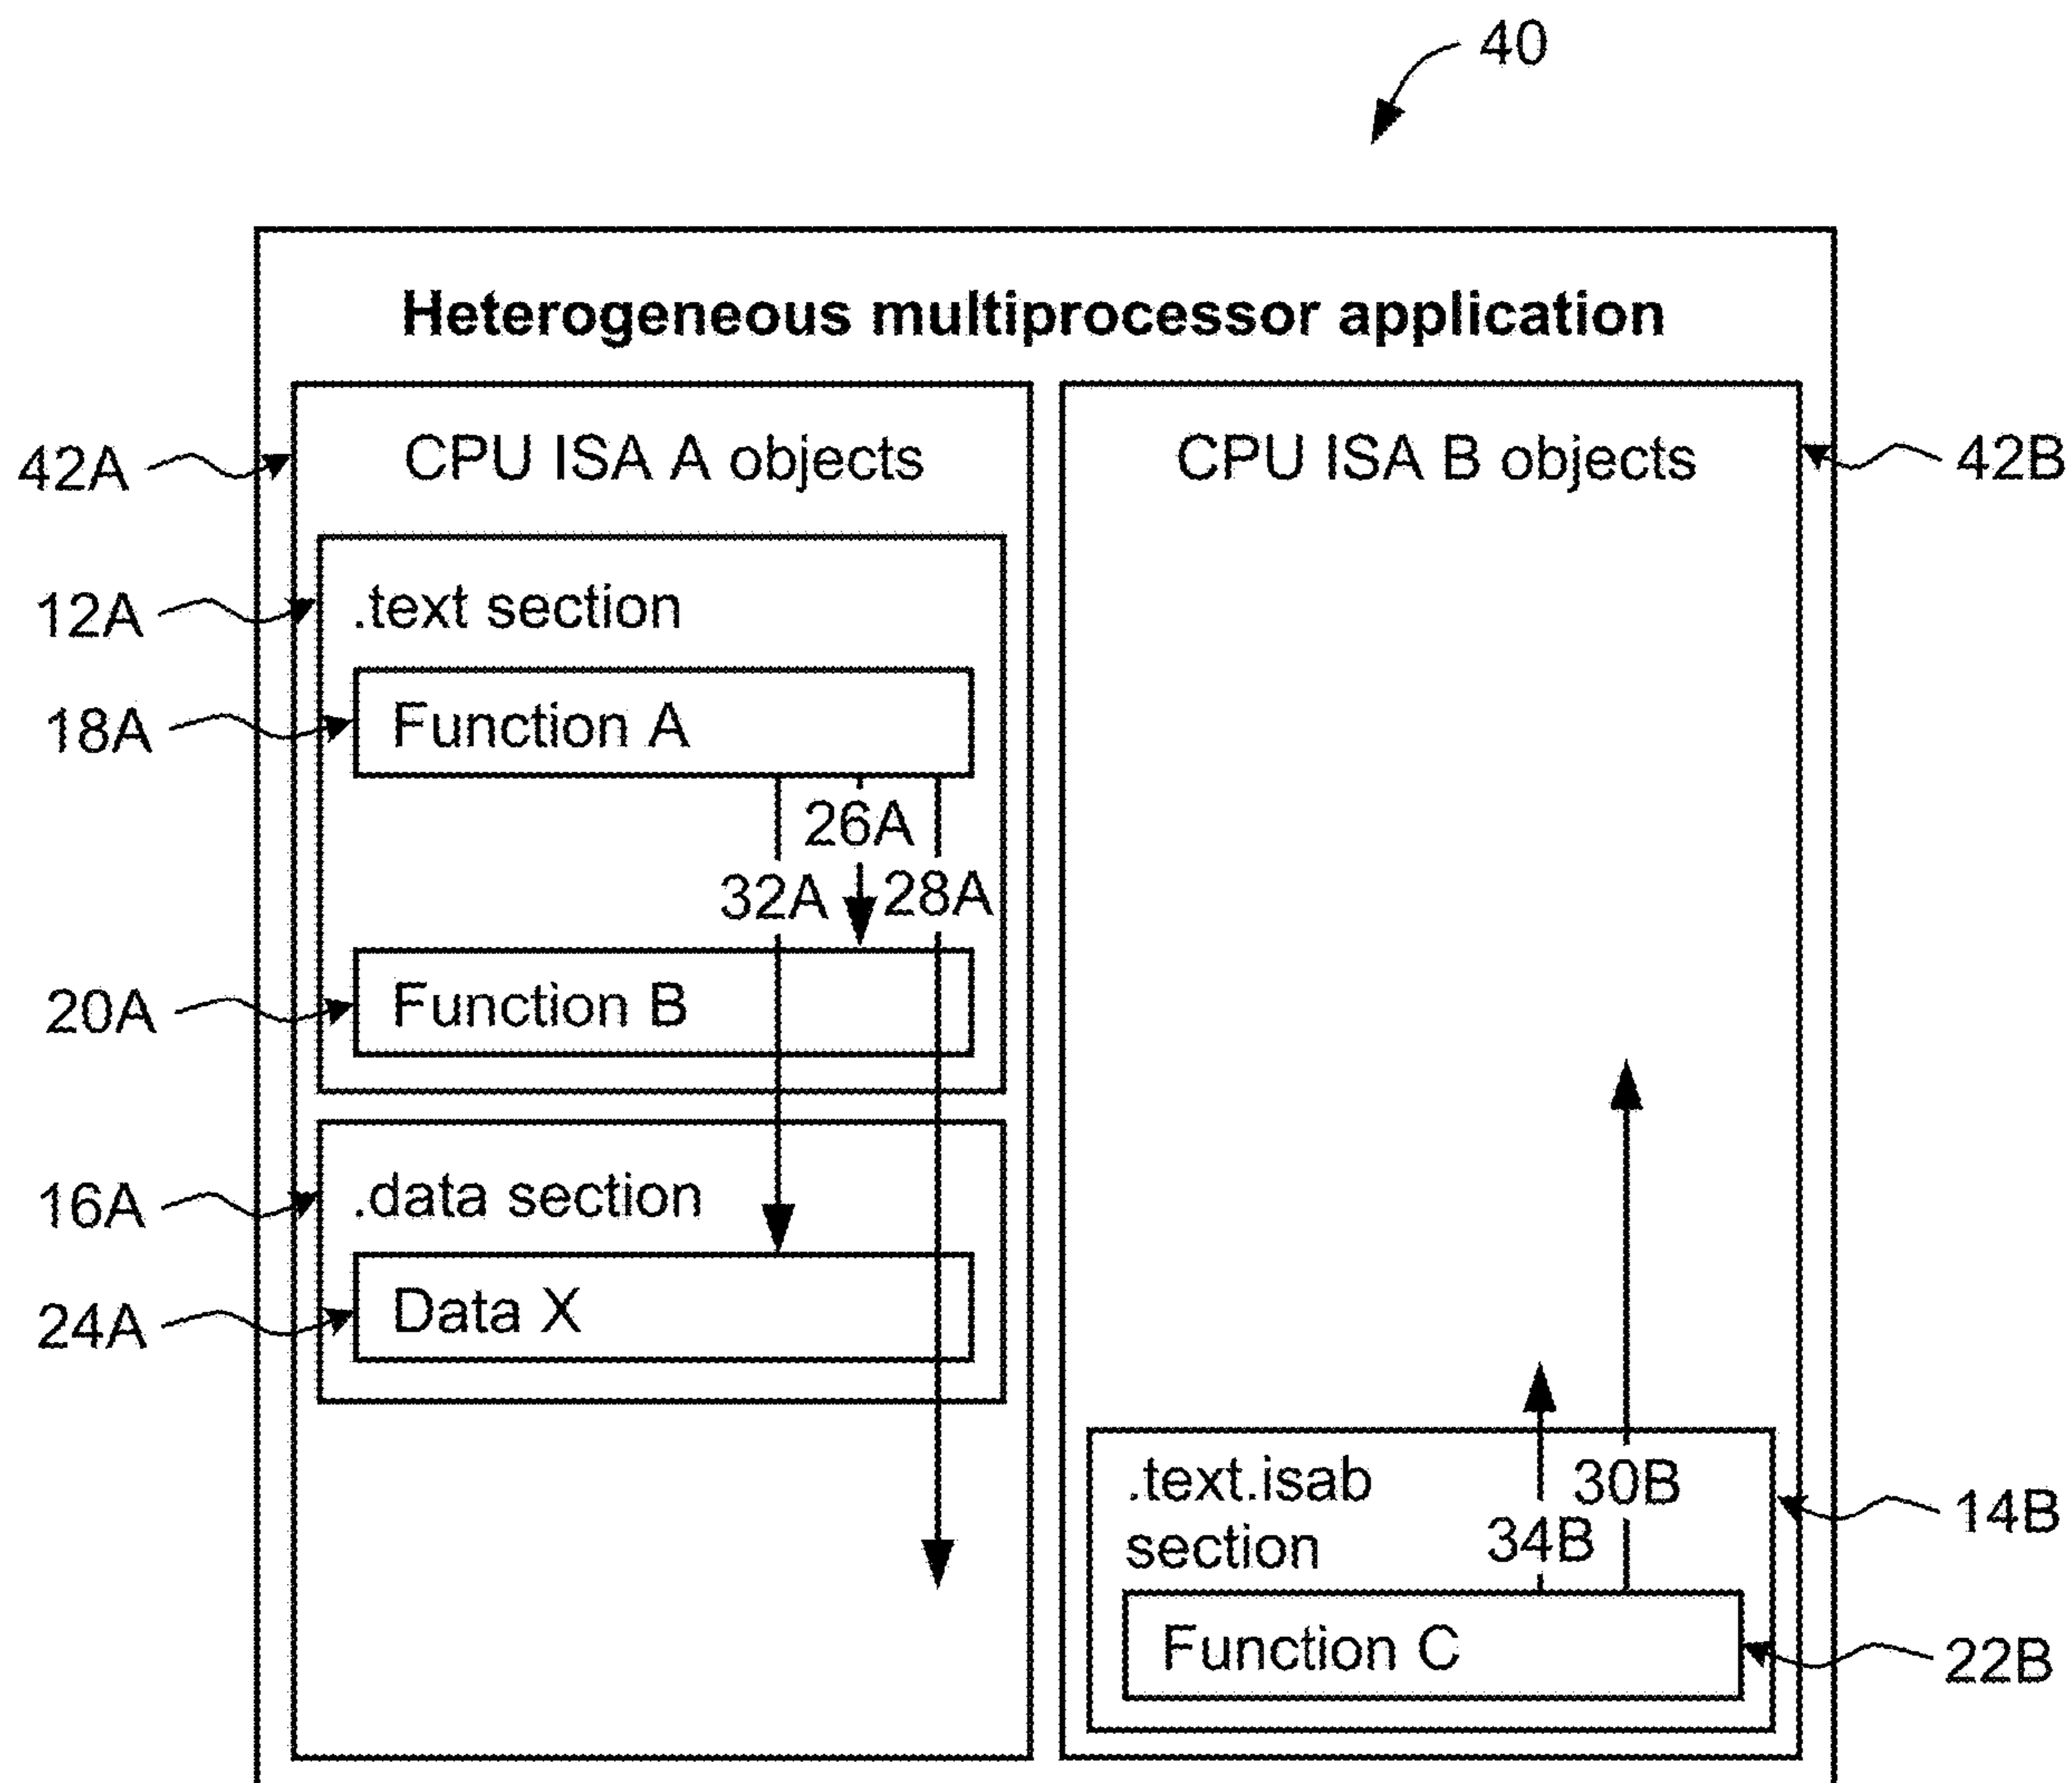 40
Heterogeneous multiprocessor application
CPU ISA A objects
CPU ISA B objects
42A
42B
.text section
12A
Function A
18A
26A
32A
28A
Function B
20A
.data section
16A
Data X
24A
.text.isab
section
30B
34B
14B
Function C
22B